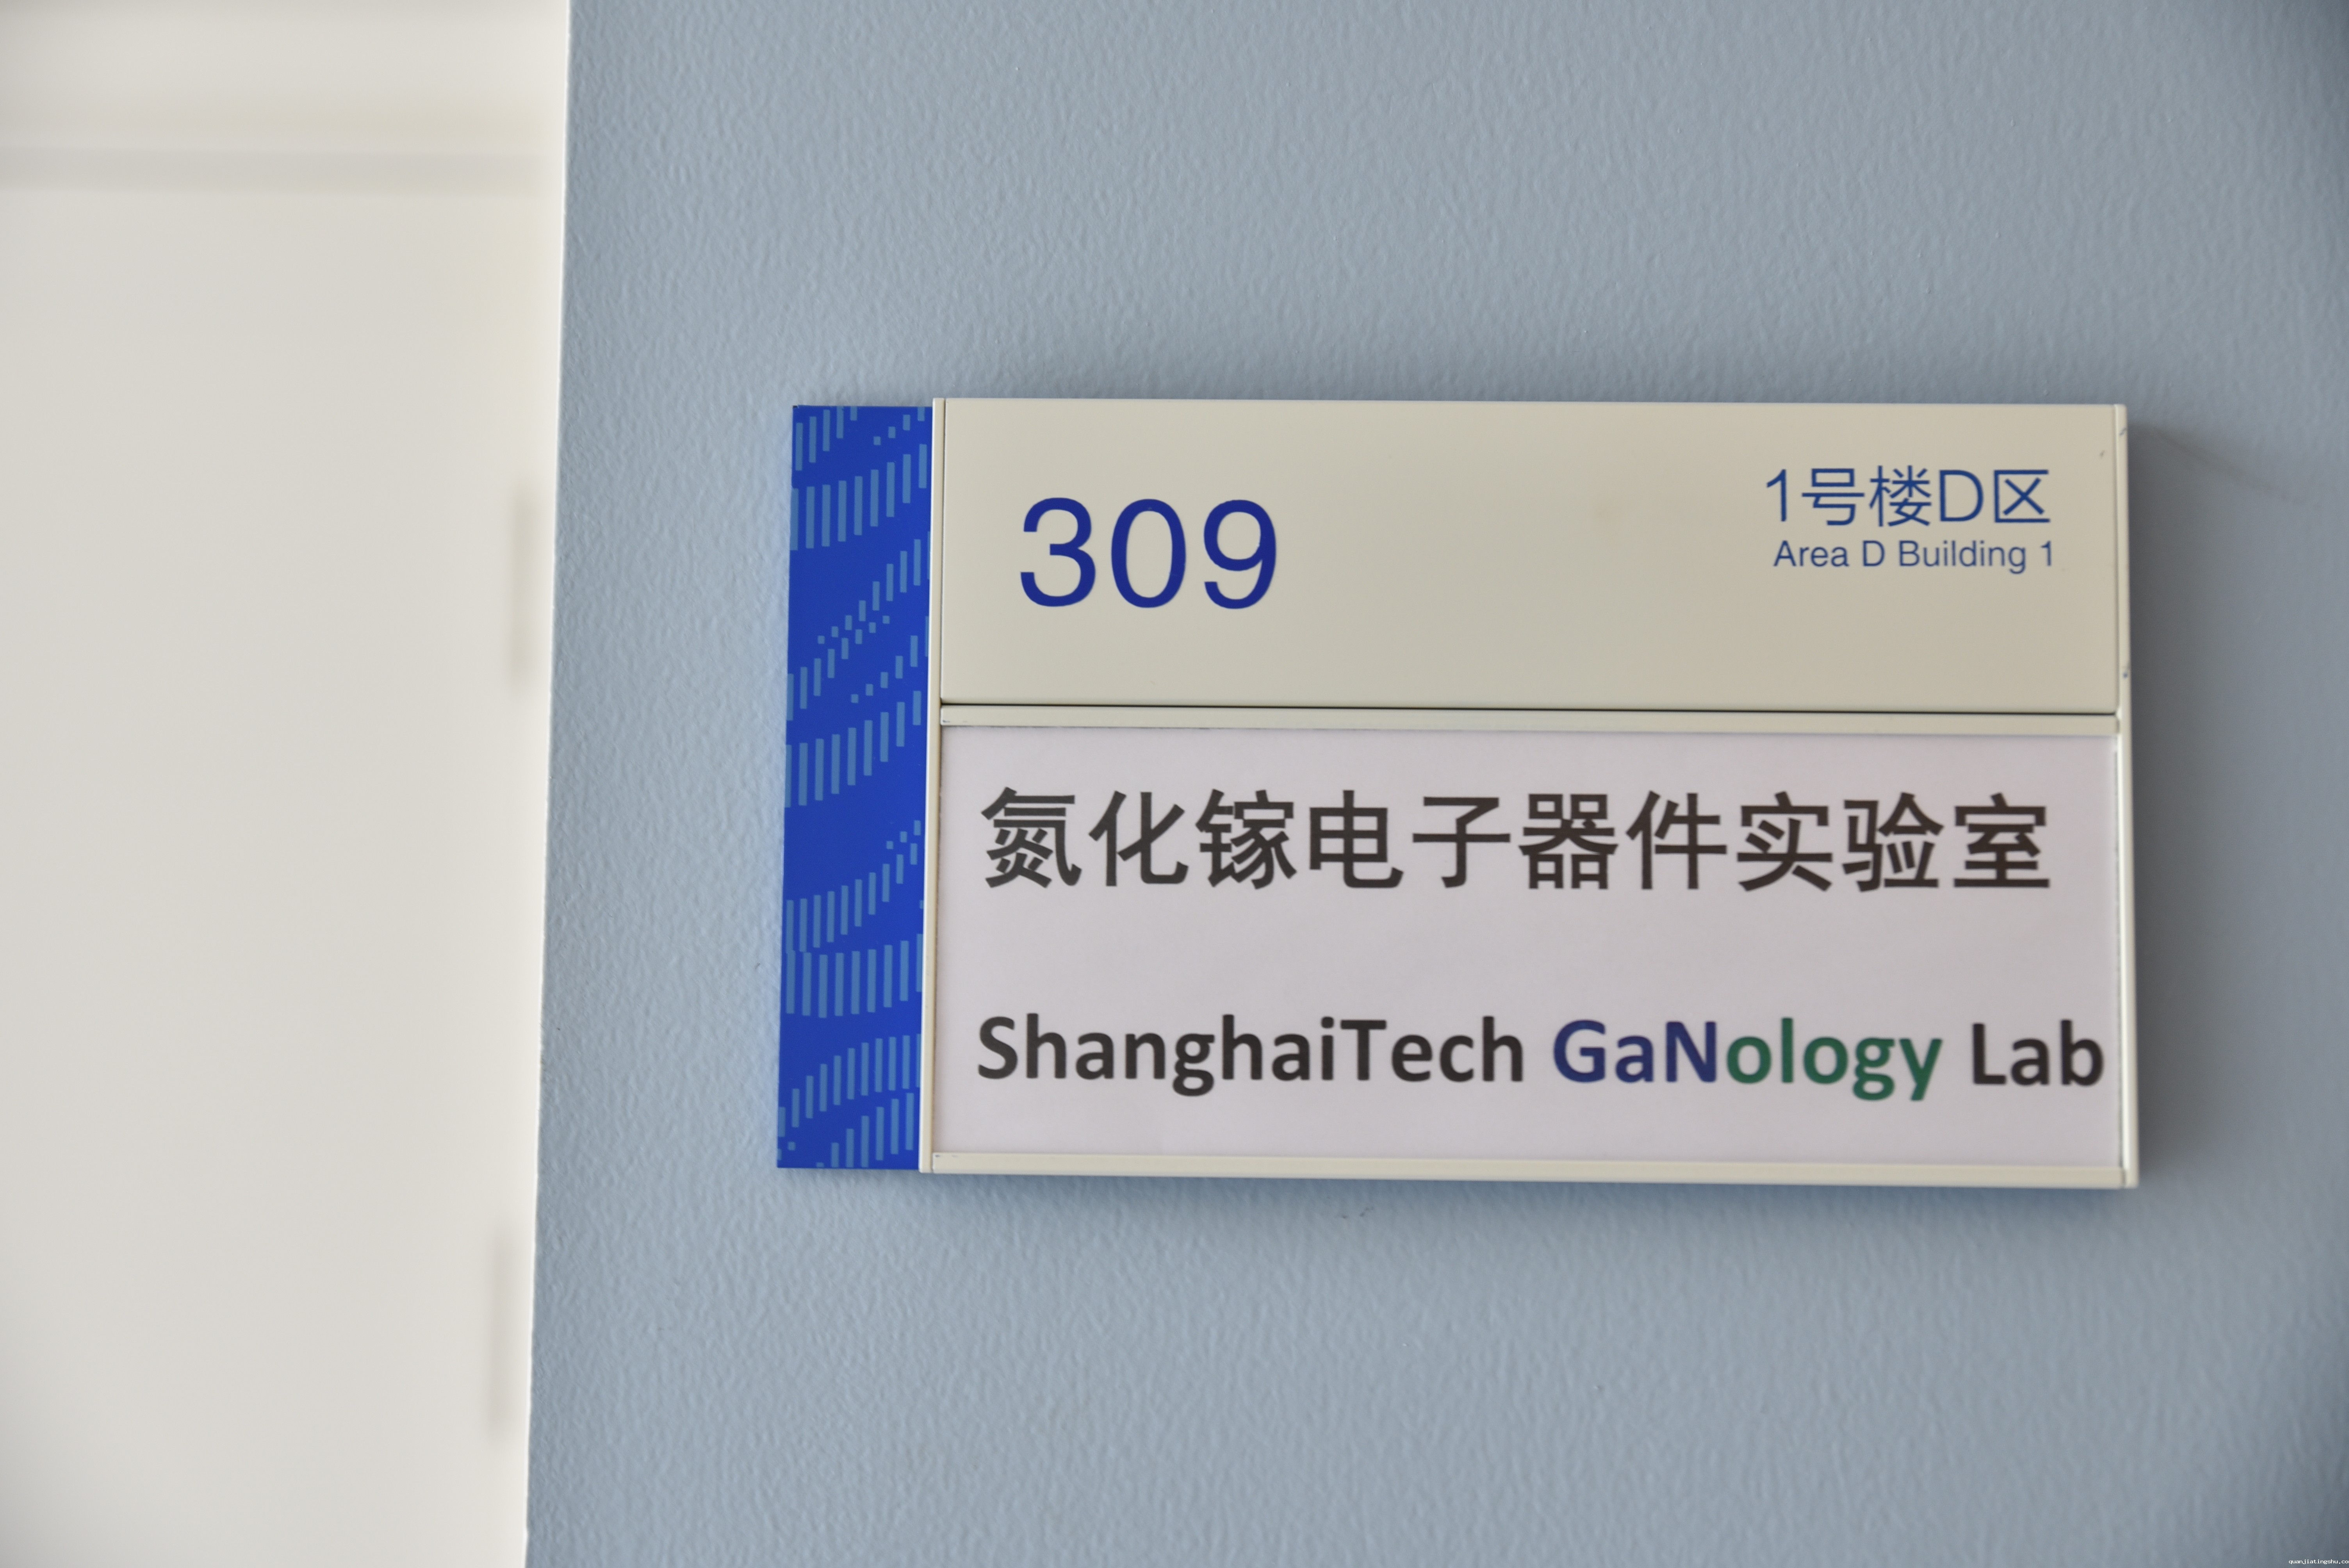 309
1号楼D区
Area D Building 1
氮化镓电子器件实验室
ShanghaiTech GaNology Lab